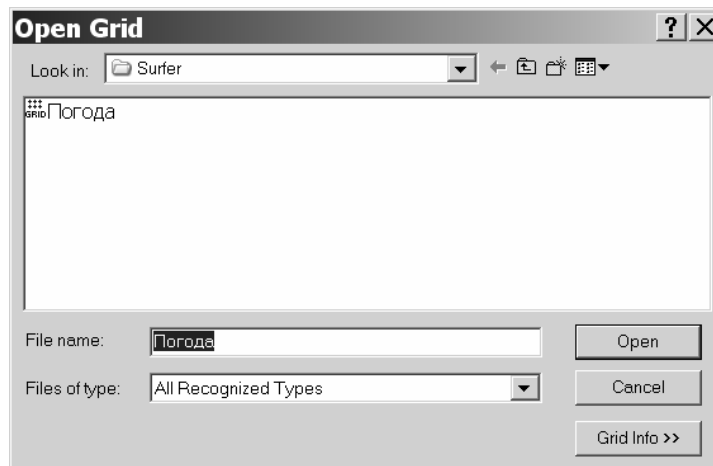 Open Grid
Look in: Surfer
GRID Погода
File name: Погода Open
Files of type: All Recognized Types Cancel
Grid Info >>